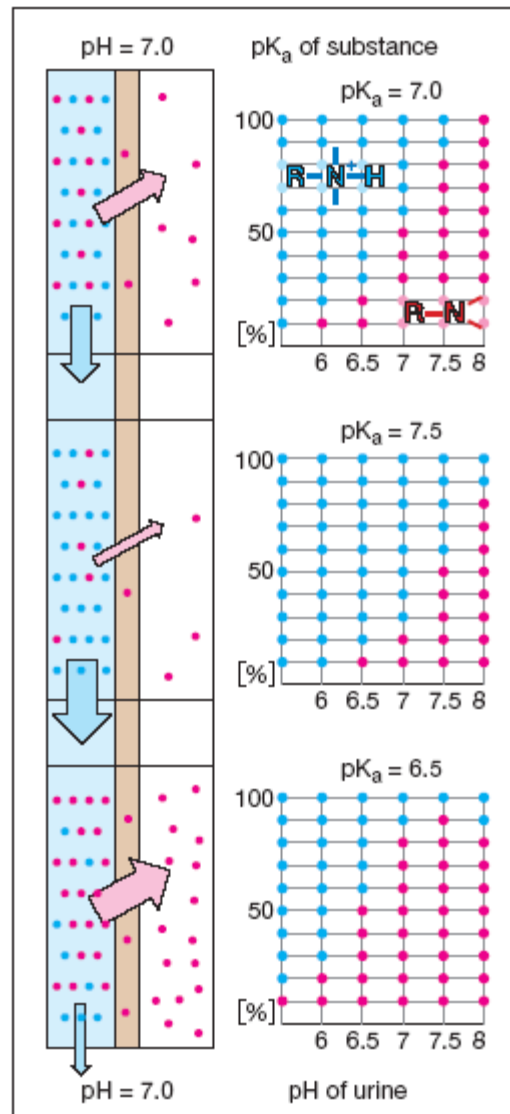 pH = 7.0 pKa of substance
pKa = 7.0
100
R–N+–H
50
R–N
[%]
6 6.5 7 7.5 8
pKa = 7.5
100
50
[%]
6 6.5 7 7.5 8
pKa = 6.5
100
50
[%]
6 6.5 7 7.5 8
pH = 7.0 pH of urine